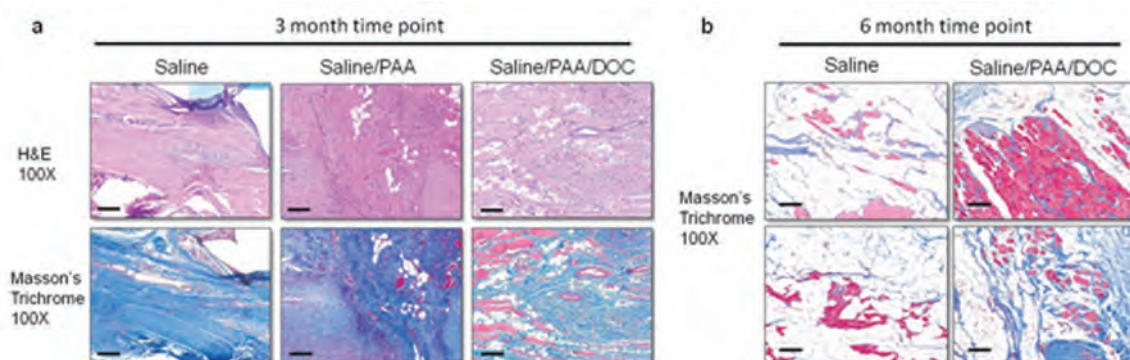 a
3 month time point
Saline
Saline/PAA
Saline/PAA/DOC
H&E
100X
Masson's
Trichrome
100X
b
6 month time point
Saline
Saline/PAA/DOC
Masson's
Trichrome
100X